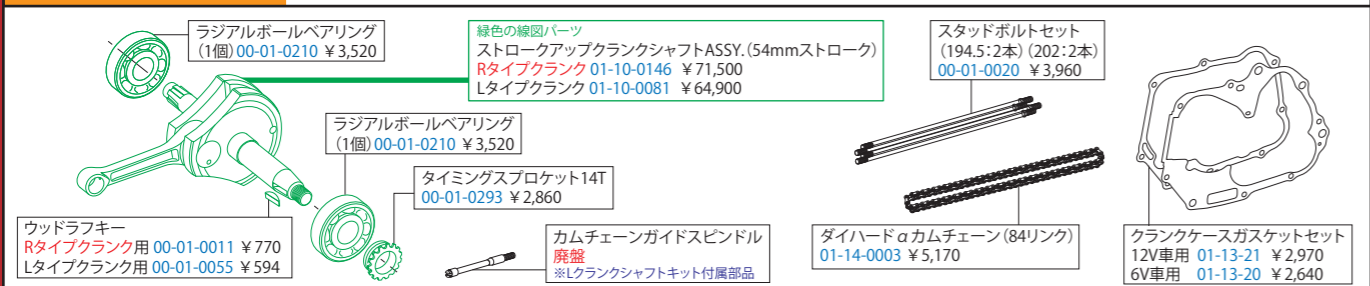 ラジアルボールベアリング
(1個)00-01-0210 ¥3,520
緑色の線図パーツ
ストロークアップクランクシャフトASSY.(54mmストローク)
Rタイプクランク 01-10-0146 ¥71,500
Lタイプクランク 01-10-0081 ¥64,900
スタッドボルトセット
(194.5:2本)(202:2本)
00-01-0020 ¥3,960
ラジアルボールベアリング
(1個)00-01-0210 ¥3,520
タイミングスプロケット14T
00-01-0293 ¥2,860
ウッドラフキー
Rタイプクランク用 00-01-0011 ¥770
Lタイプクランク用 00-01-0055 ¥594
カムチェーンガイドスピンドル
廃盤
※Lクランクシャフトキット付属部品
ダイハードαカムチェーン(84リンク)
01-14-0003 ¥5,170
クランクケースガスケットセット
12V車用 01-13-21 ¥2,970
6V車用 01-13-20 ¥2,640